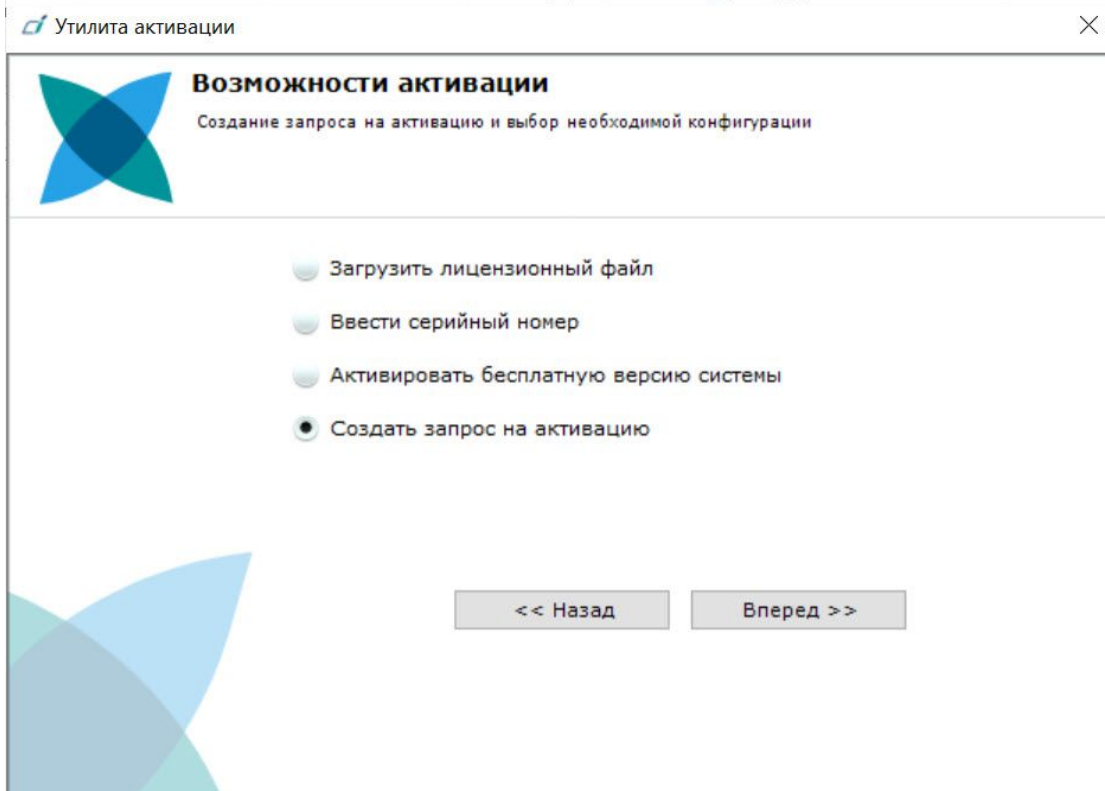 Утилита активации
Возможности активации
Создание запроса на активацию и выбор необходимой конфигурации
Загрузить лицензионный файл
Ввести серийный номер
Активировать бесплатную версию системы
Создать запрос на активацию
<< Назад
Вперед >>